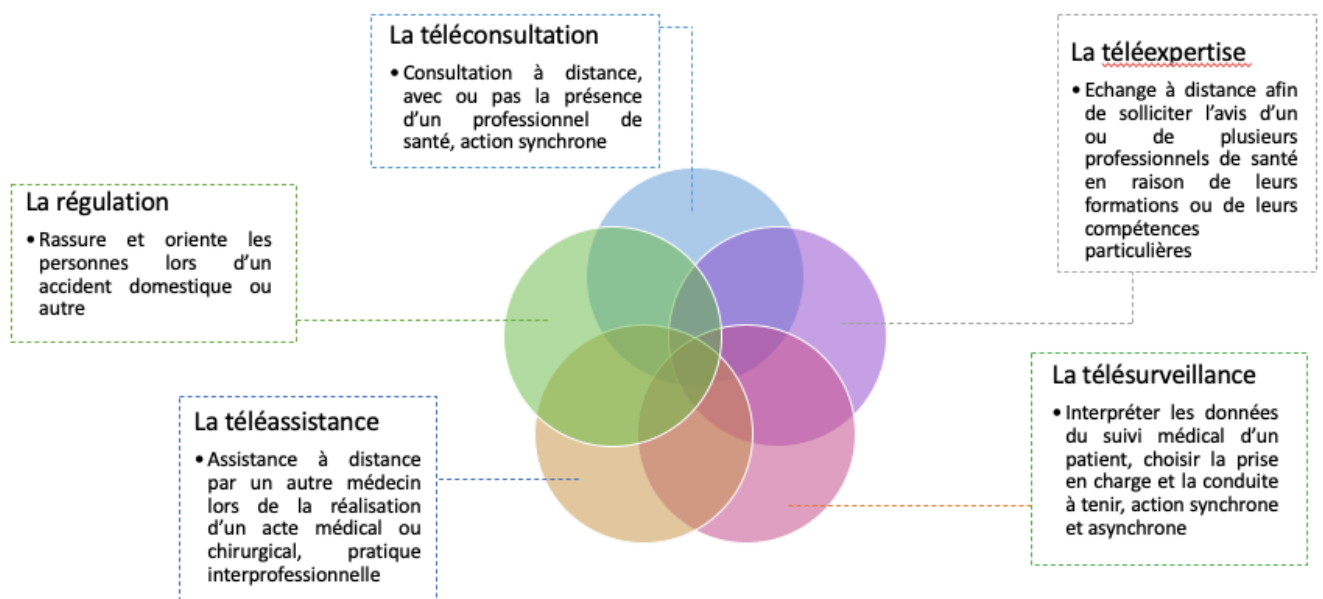 La téléconsultation
• Consultation à distance,
avec ou pas la présence
d'un professionnel de
santé, action synchrone
La téléexpertise
• Echange à distance afin
de solliciter l'avis d'un
ou de plusieurs
professionnels de santé
en raison de leurs
formations ou de leurs
compétences
particulières
La régulation
• Rassure et oriente les
personnes lors d'un
accident domestique ou
autre
La télésurveillance
• Interpréter les données
du suivi médical d'un
patient, choisir la prise
en charge et la conduite
à tenir, action synchrone
et asynchrone
La téléassistance
• Assistance à distance
par un autre médecin
lors de la réalisation
d'un acte médical ou
chirurgical, pratique
interprofessionnelle